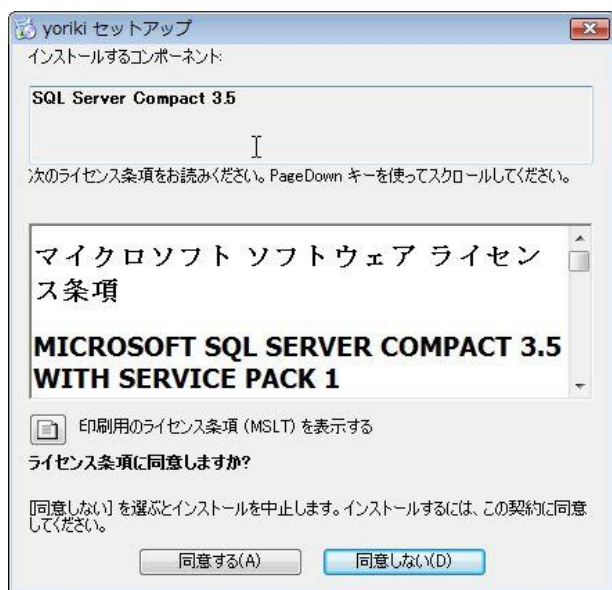 yoriki セットアップ
インストールするコンポーネント:
SQL Server Compact 3.5
次のライセンス条項をお読みください。PageDown キーを使ってスクロールしてください。
マイクロソフト ソフトウェア ライセン
ス条項
MICROSOFT SQL SERVER COMPACT 3.5
WITH SERVICE PACK 1
印刷用のライセンス条項 (MSLT) を表示する
ライセンス条項に同意しますか?
[同意しない] を選ぶとインストールを中止します。インストールするには、この契約に同意
してください。
同意する(A) 同意しない(D)